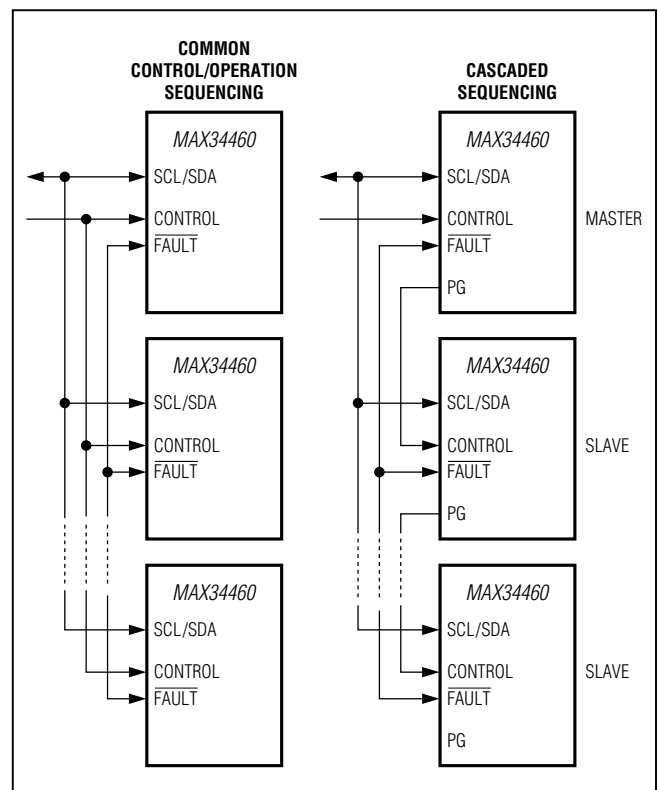 COMMON
CONTROL/OPERATION
SEQUENCING
MAX34460
SCL/SDA
CONTROL
FAULT
MAX34460
SCL/SDA
CONTROL
FAULT
MAX34460
SCL/SDA
CONTROL
FAULT
CASCADED
SEQUENCING
MAX34460
SCL/SDA
CONTROL
FAULT
PG
MASTER
MAX34460
SCL/SDA
CONTROL
FAULT
PG
SLAVE
MAX34460
SCL/SDA
CONTROL
FAULT
PG
SLAVE